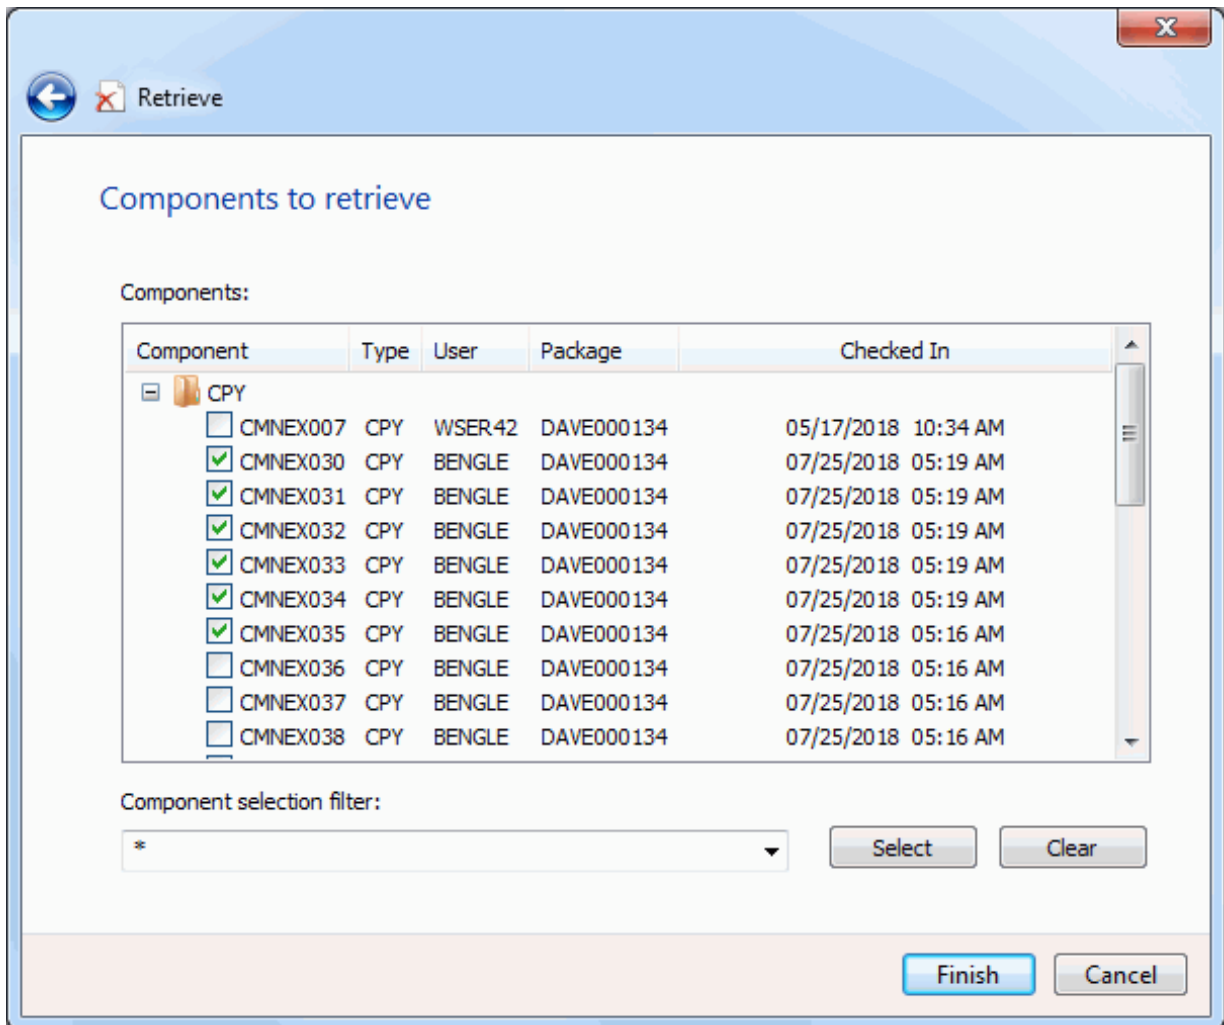 X
Retrieve
Components to retrieve
Components:
Component Type User Package Checked In
CPY
CMNEX007 CPY WSER42 DAVE000134 05/17/2018 10:34 AM
CMNEX030 CPY BENGLE DAVE000134 07/25/2018 05:19 AM
CMNEX031 CPY BENGLE DAVE000134 07/25/2018 05:19 AM
CMNEX032 CPY BENGLE DAVE000134 07/25/2018 05:19 AM
CMNEX033 CPY BENGLE DAVE000134 07/25/2018 05:19 AM
CMNEX034 CPY BENGLE DAVE000134 07/25/2018 05:19 AM
CMNEX035 CPY BENGLE DAVE000134 07/25/2018 05:16 AM
CMNEX036 CPY BENGLE DAVE000134 07/25/2018 05:16 AM
CMNEX037 CPY BENGLE DAVE000134 07/25/2018 05:16 AM
CMNEX038 CPY BENGLE DAVE000134 07/25/2018 05:16 AM
Component selection filter:
* Select Clear
Finish Cancel